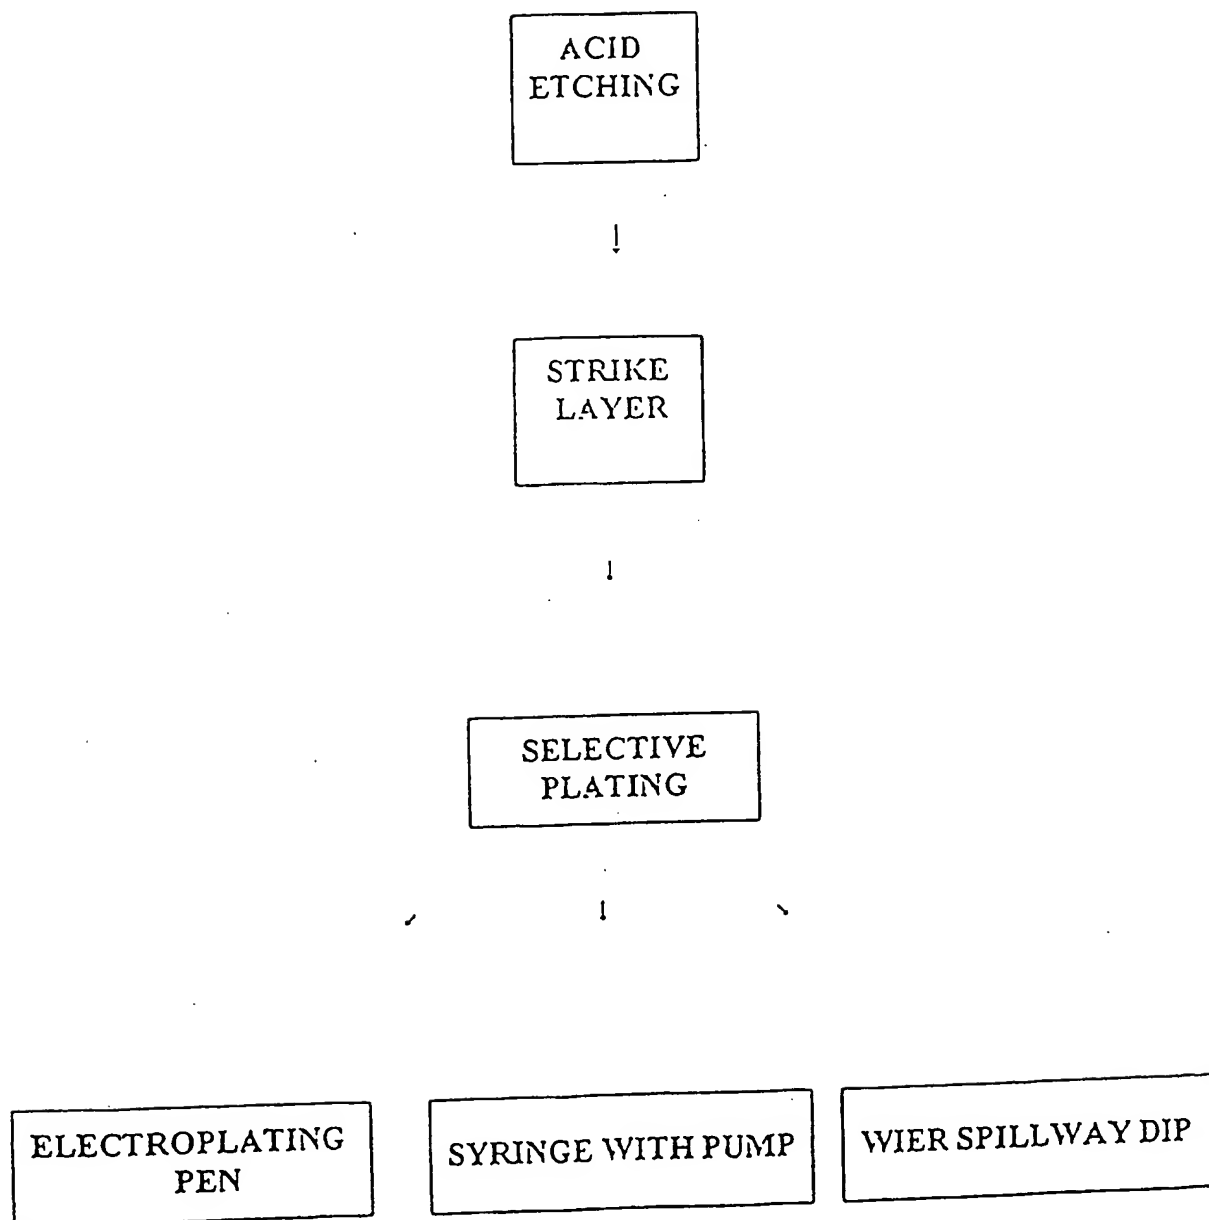 ACID
ETCHING
STRIKE
LAYER
SELECTIVE
PLATING
ELECTROPLATING
PEN
SYRINGE WITH PUMP
WIER SPILLWAY DIP